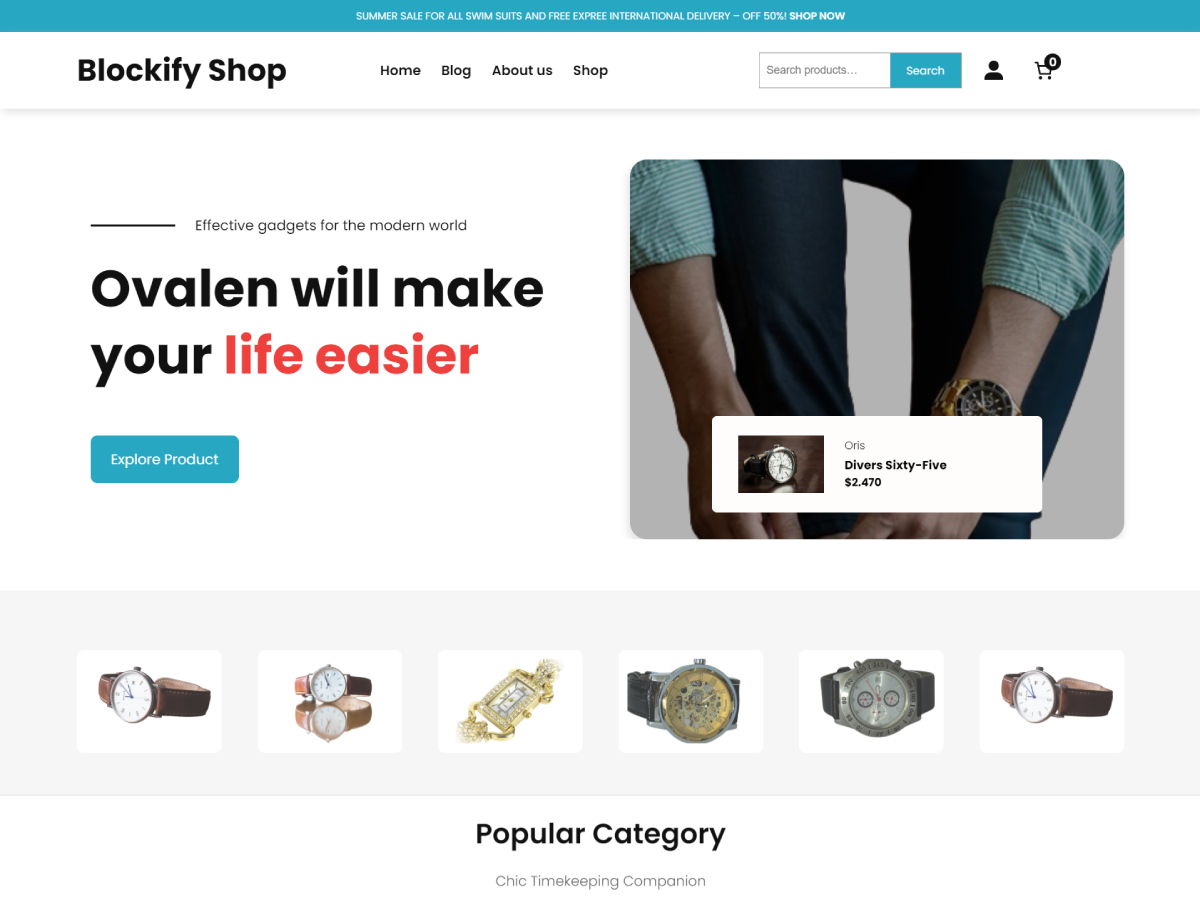 SUMMER SALE FOR ALL SWIM SUITS AND FREE EXPREE INTERNATIONAL DELIVERY – OFF 50%! SHOP NOW
Blockify Shop
Home Blog About us Shop
Search products… Search
0
Effective gadgets for the modern world
Ovalen will make
your life easier
Explore Product
Oris
Divers Sixty-Five
$2.470
Popular Category
Chic Timekeeping Companion